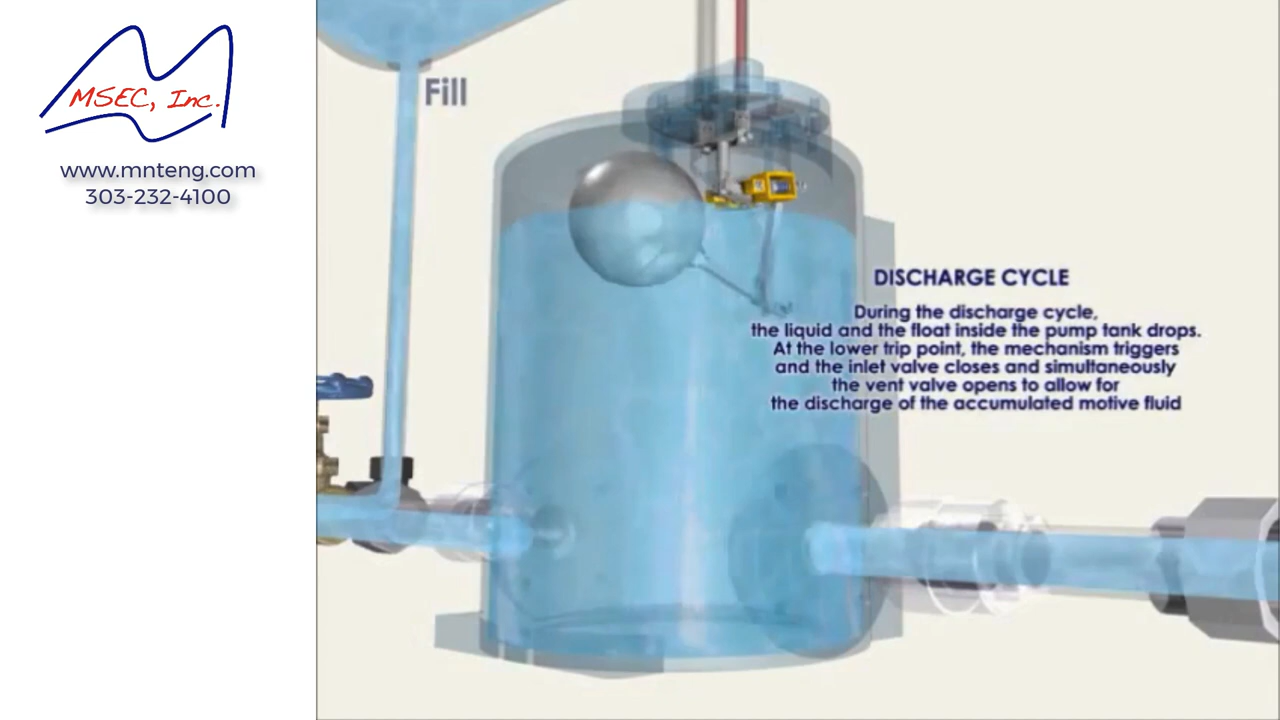 MSEC, Inc.
www.mnteng.com
303-232-4100
Fill
DISCHARGE CYCLE
During the discharge cycle,
the liquid and the float inside the pump tank drops.
At the lower trip point, the mechanism triggers
and the inlet valve closes and simultaneously
the vent valve opens to allow for
the discharge of the accumulated motive fluid